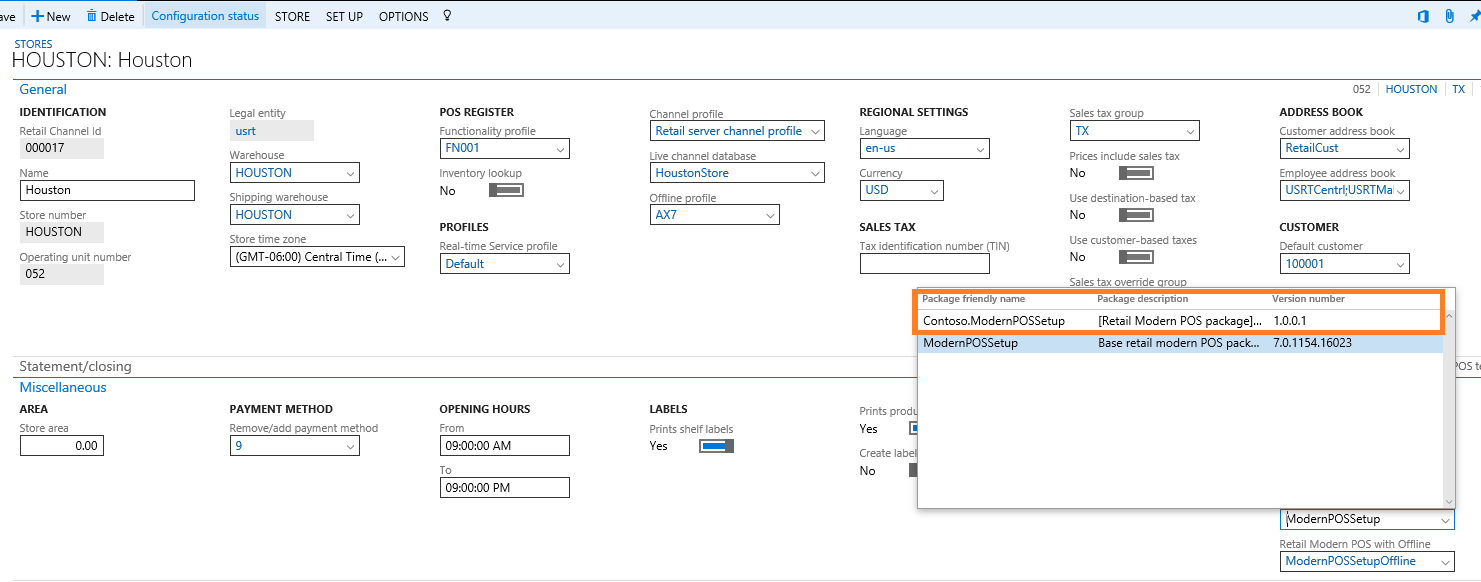 ave
New
Delete
Configuration status
STORE
SET UP
OPTIONS
STORES
HOUSTON: Houston
General
052
HOUSTON
TX
IDENTIFICATION
Retail Channel Id
000017
Name
Houston
Store number
HOUSTON
Operating unit number
052
Legal entity
usrt
Warehouse
HOUSTON
Shipping warehouse
HOUSTON
Store time zone
(GMT-06:00) Central Time (...
POS REGISTER
Functionality profile
FN001
Inventory lookup
No
PROFILES
Real-time Service profile
Default
Channel profile
Retail server channel profile
Live channel database
HoustonStore
Offline profile
AX7
REGIONAL SETTINGS
Language
en-us
Currency
USD
SALES TAX
Tax identification number (TIN)
Sales tax group
TX
Prices include sales tax
No
Use destination-based tax
No
Use customer-based taxes
No
Sales tax override group
ADDRESS BOOK
Customer address book
RetailCust
Employee address book
USRTCentrl;USRTMa
CUSTOMER
Default customer
100001
Package friendly name
Package description
Version number
Contoso.ModernPOSSetup
[Retail Modern POS package]...
1.0.0.1
ModernPOSSetup
Base retail modern POS pack...
7.0.1154.16023
Statement/closing
POS te
Miscellaneous
AREA
Store area
0.00
PAYMENT METHOD
Remove/add payment method
9
OPENING HOURS
From
09:00:00 AM
To
09:00:00 PM
LABELS
Prints shelf labels
Yes
Prints produ
Yes
Create label
No
ModernPOSSetup
Retail Modern POS with Offline
ModernPOSSetupOffline